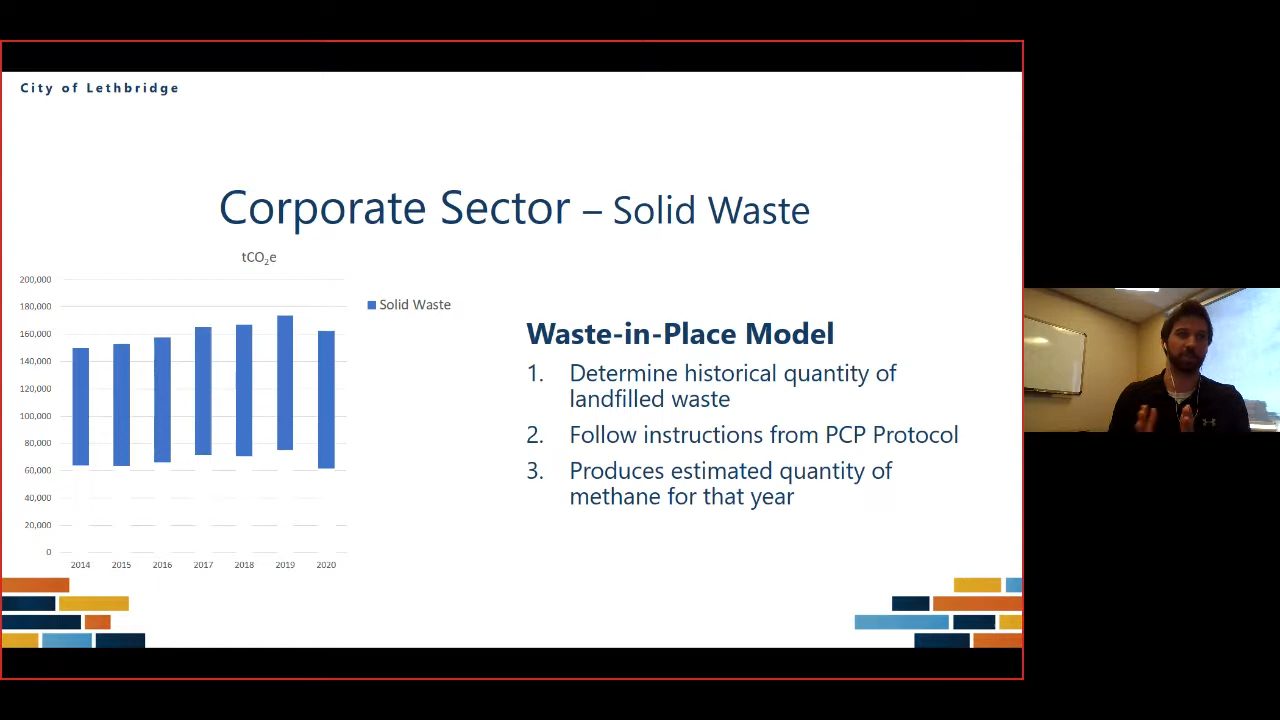 City of Lethbridge
Corporate Sector – Solid Waste
tCO₂e
200,000
180,000
160,000
140,000
120,000
100,000
80,000
60,000
40,000
20,000
0
2014 2015 2016 2017 2018 2019 2020
Solid Waste
Waste-in-Place Model
1. Determine historical quantity of
landfilled waste
2. Follow instructions from PCP Protocol
3. Produces estimated quantity of
methane for that year